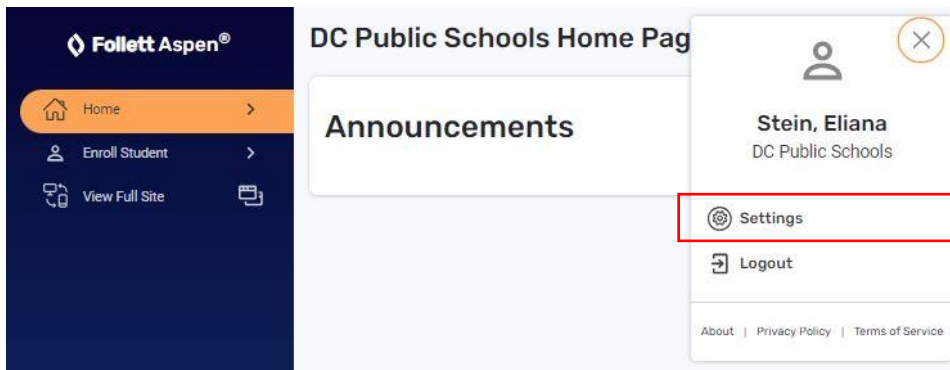 Follett Aspen®
Home
Enroll Student
View Full Site
DC Public Schools Home Pag
Announcements
Stein, Eliana
DC Public Schools
Settings
Logout
About | Privacy Policy | Terms of Service